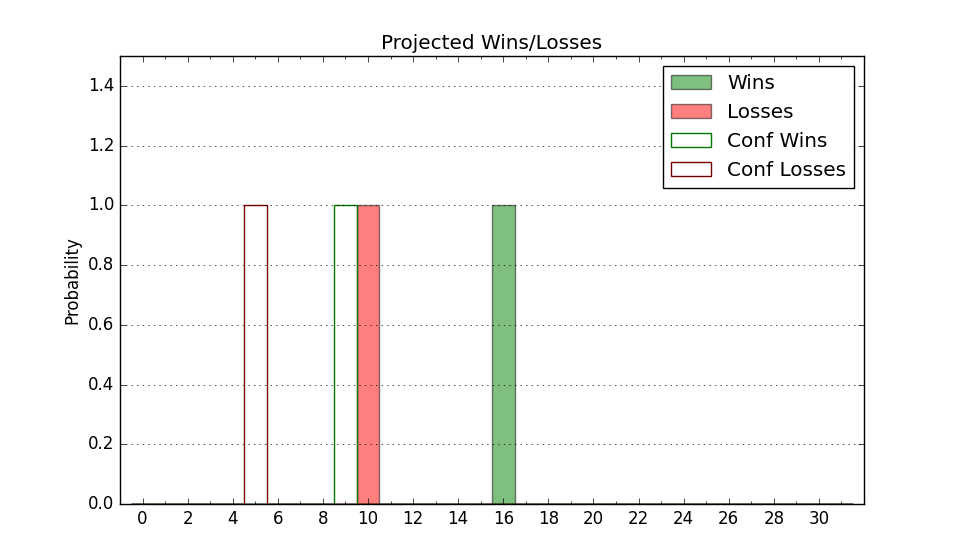 Projected Wins/Losses
Wins
Losses
Conf Wins
Conf Losses
Probability
1.4
1.2
1.0
0.8
0.6
0.4
0.2
0.0
0 2 4 6 8 10 12 14 16 18 20 22 24 26 28 30